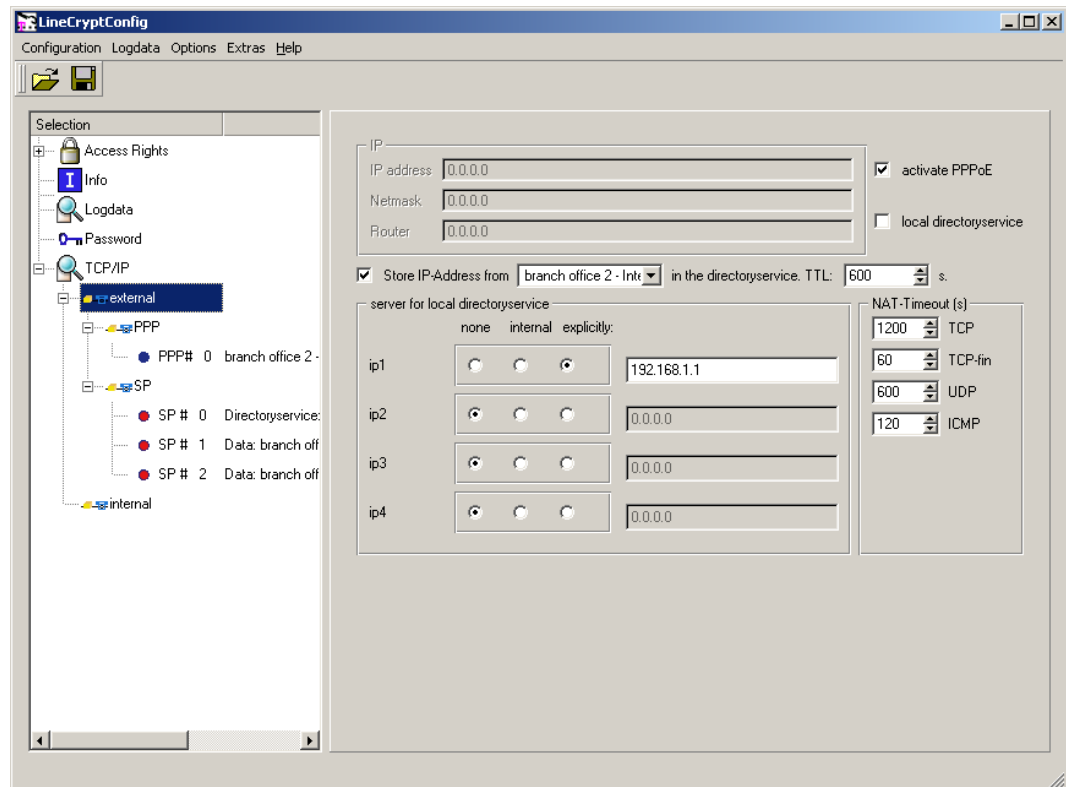 LineCryptConfig
Configuration Logdata Options Extras Help
Selection
Access Rights
Info
Logdata
Password
TCP/IP
external
PPP
PPP# 0 branch office 2 -
SP
SP # 0 Directoryservice:
SP # 1 Data: branch off
SP # 2 Data: branch off
internal
IP
IP address 0.0.0.0
Netmask 0.0.0.0
Router 0.0.0.0
activate PPPoE
local directoryservice
Store IP-Address from branch office 2 - Inte in the directoryservice. TTL: 600 s.
server for local directoryservice
none internal explicitly:
ip1 192.168.1.1
ip2 0.0.0.0
ip3 0.0.0.0
ip4 0.0.0.0
NAT-Timeout (s)
1200 TCP
60 TCP-fin
600 UDP
120 ICMP